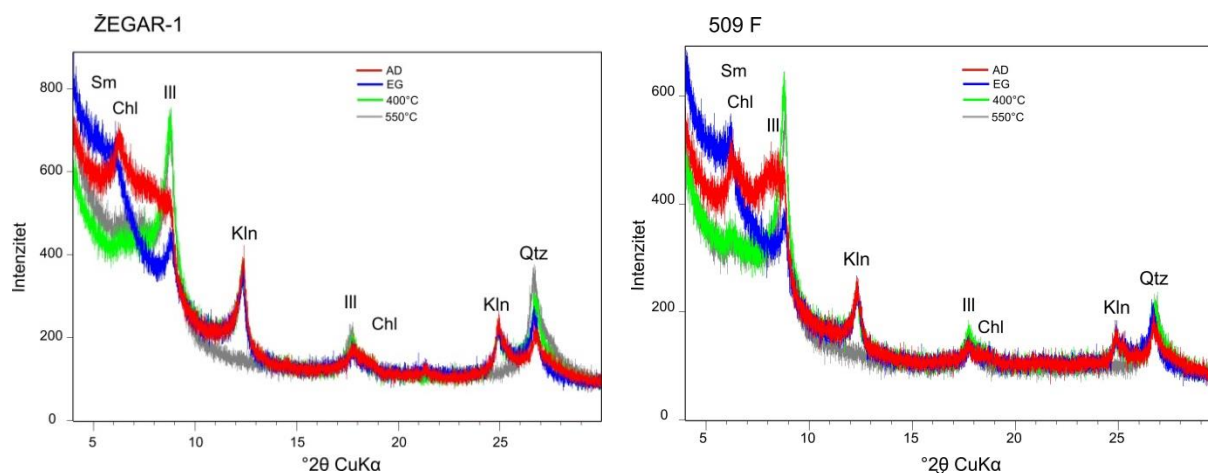 ŽEGAR-1
Intenzitet
800
600
400
200
0
Sm
Chl
Ill
Kln
Ill
Chl
Kln
Qtz
AD
EG
400°C
550°C
5
10
15
20
25
°2θ CuKα
509 F
Intenzitet
600
400
200
0
Sm
Chl
Ill
Kln
Ill
Chl
Kln
Qtz
AD
EG
400°C
550°C
5
10
15
20
25
°2θ CuKα